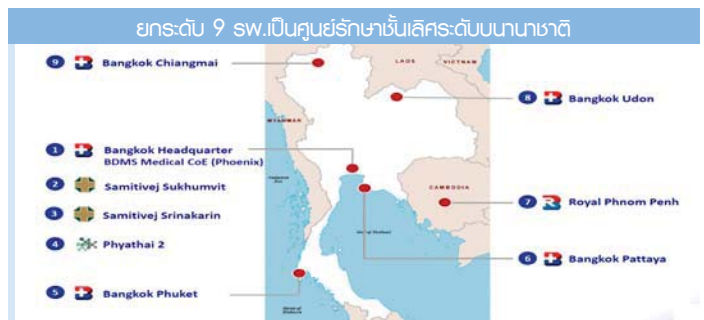 ยกระดับ 9 รพ.เป็นศูนย์รักษาชั้นเลิศระดับบนานาชาติ
9 Bangkok Chiangmai
1 Bangkok Headquarter
BDMS Medical CoE (Phoenix)
2 Samitivej Sukhumvit
3 Samitivej Srinakarin
4 Phyathai 2
5 Bangkok Phuket
LAOS
VIETNAM
MYANMAR
CAMBODIA
8 Bangkok Udon
7 R Royal Phnom Penh
6 Bangkok Pattaya